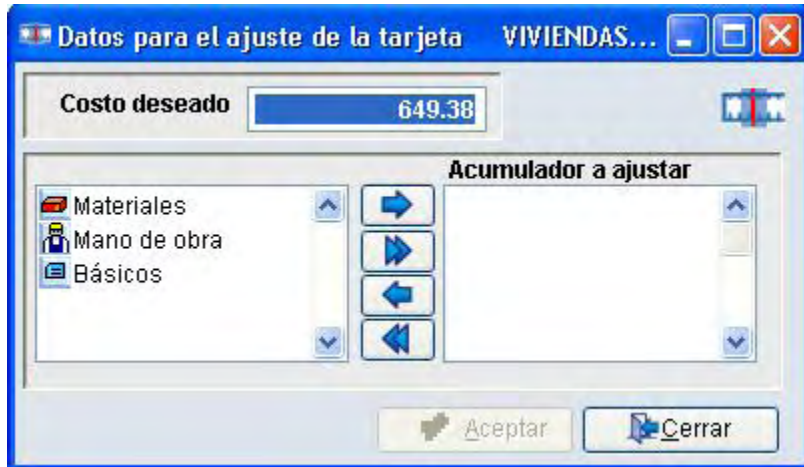 Datos para el ajuste de la tarjeta VIVIENDAS...
Costo deseado 649.38
Acumulador a ajustar
Materiales
Mano de obra
Básicos
Aceptar Cerrar